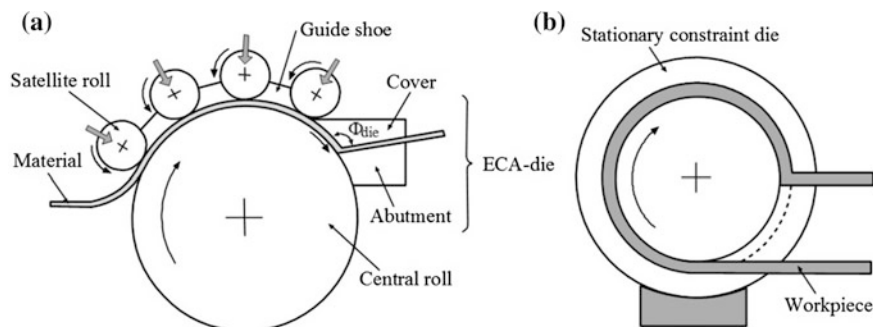 (a)
Guide shoe
Satellite roll
Cover
Φdie
Material
ECA-die
Abutment
Central roll
(b)
Stationary constraint die
Workpiece